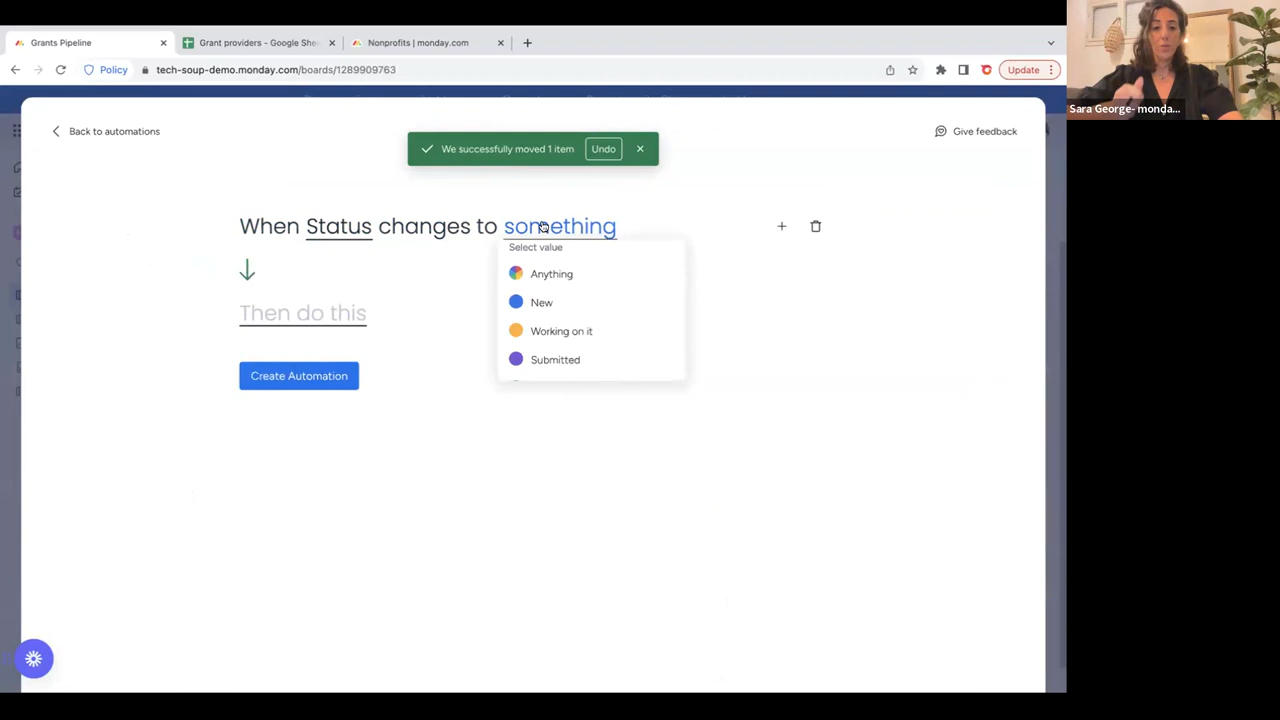 Grants Pipeline
Grant providers - Google She
Nonprofits | monday.com
Policy
tech-soup-demo.monday.com/boards/1289909763
Update
Sara George- monda...
Back to automations
We successfully moved 1 item
Undo
Give feedback
When Status changes to something
Select value
Anything
New
Then do this
Working on it
Submitted
Create Automation